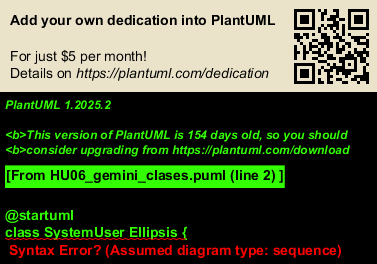 Add your own dedication into PlantUML
For just $5 per month!
Details on https://plantuml.com/dedication
PlantUML 1.2025.2
<b>This version of PlantUML is 154 days old, so you should
<b>consider upgrading from https://plantuml.com/download
[From HU06_gemini_clases.puml (line 2) ]
@startuml
class SystemUser Ellipsis {
Syntax Error? (Assumed diagram type: sequence)